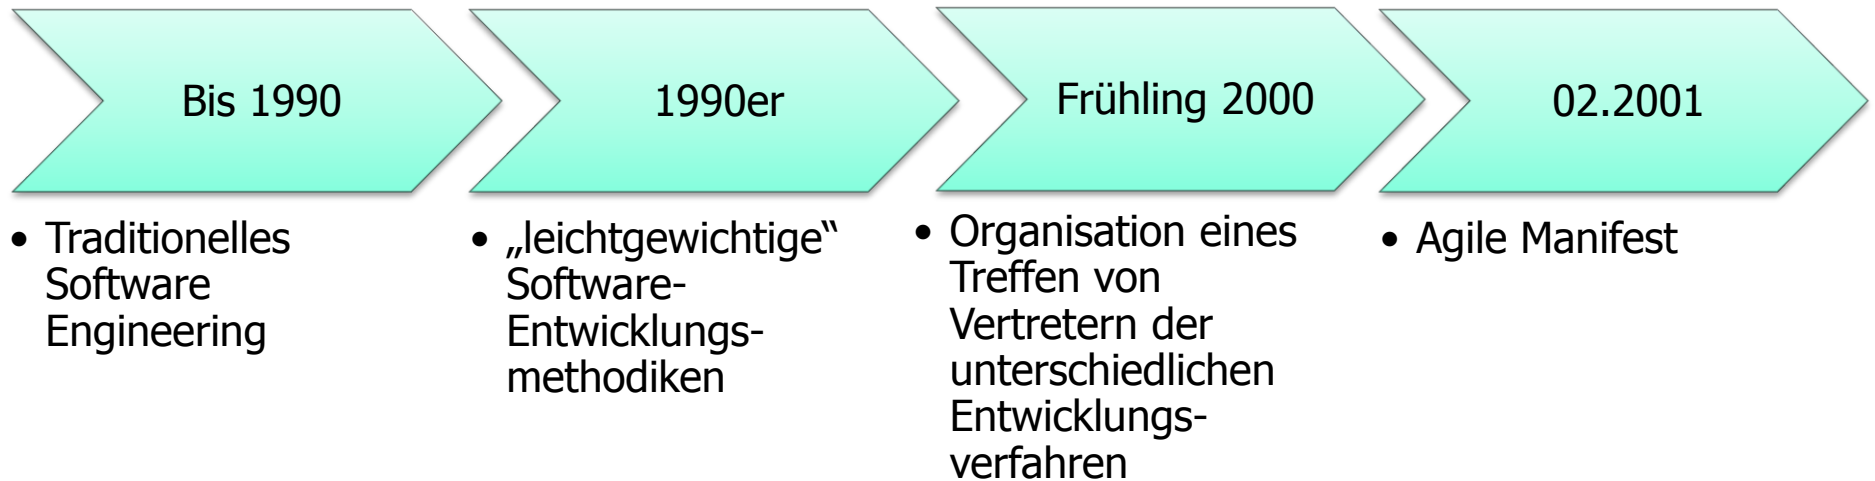 Bis 1990
1990er
Frühling 2000
02.2001
• Traditionelles
Software
Engineering
• „leichtgewichtige“
Software-
Entwicklungs-
methodiken
• Organisation eines
Treffen von
Vertretern der
unterschiedlichen
Entwicklungs-
verfahren
• Agile Manifest